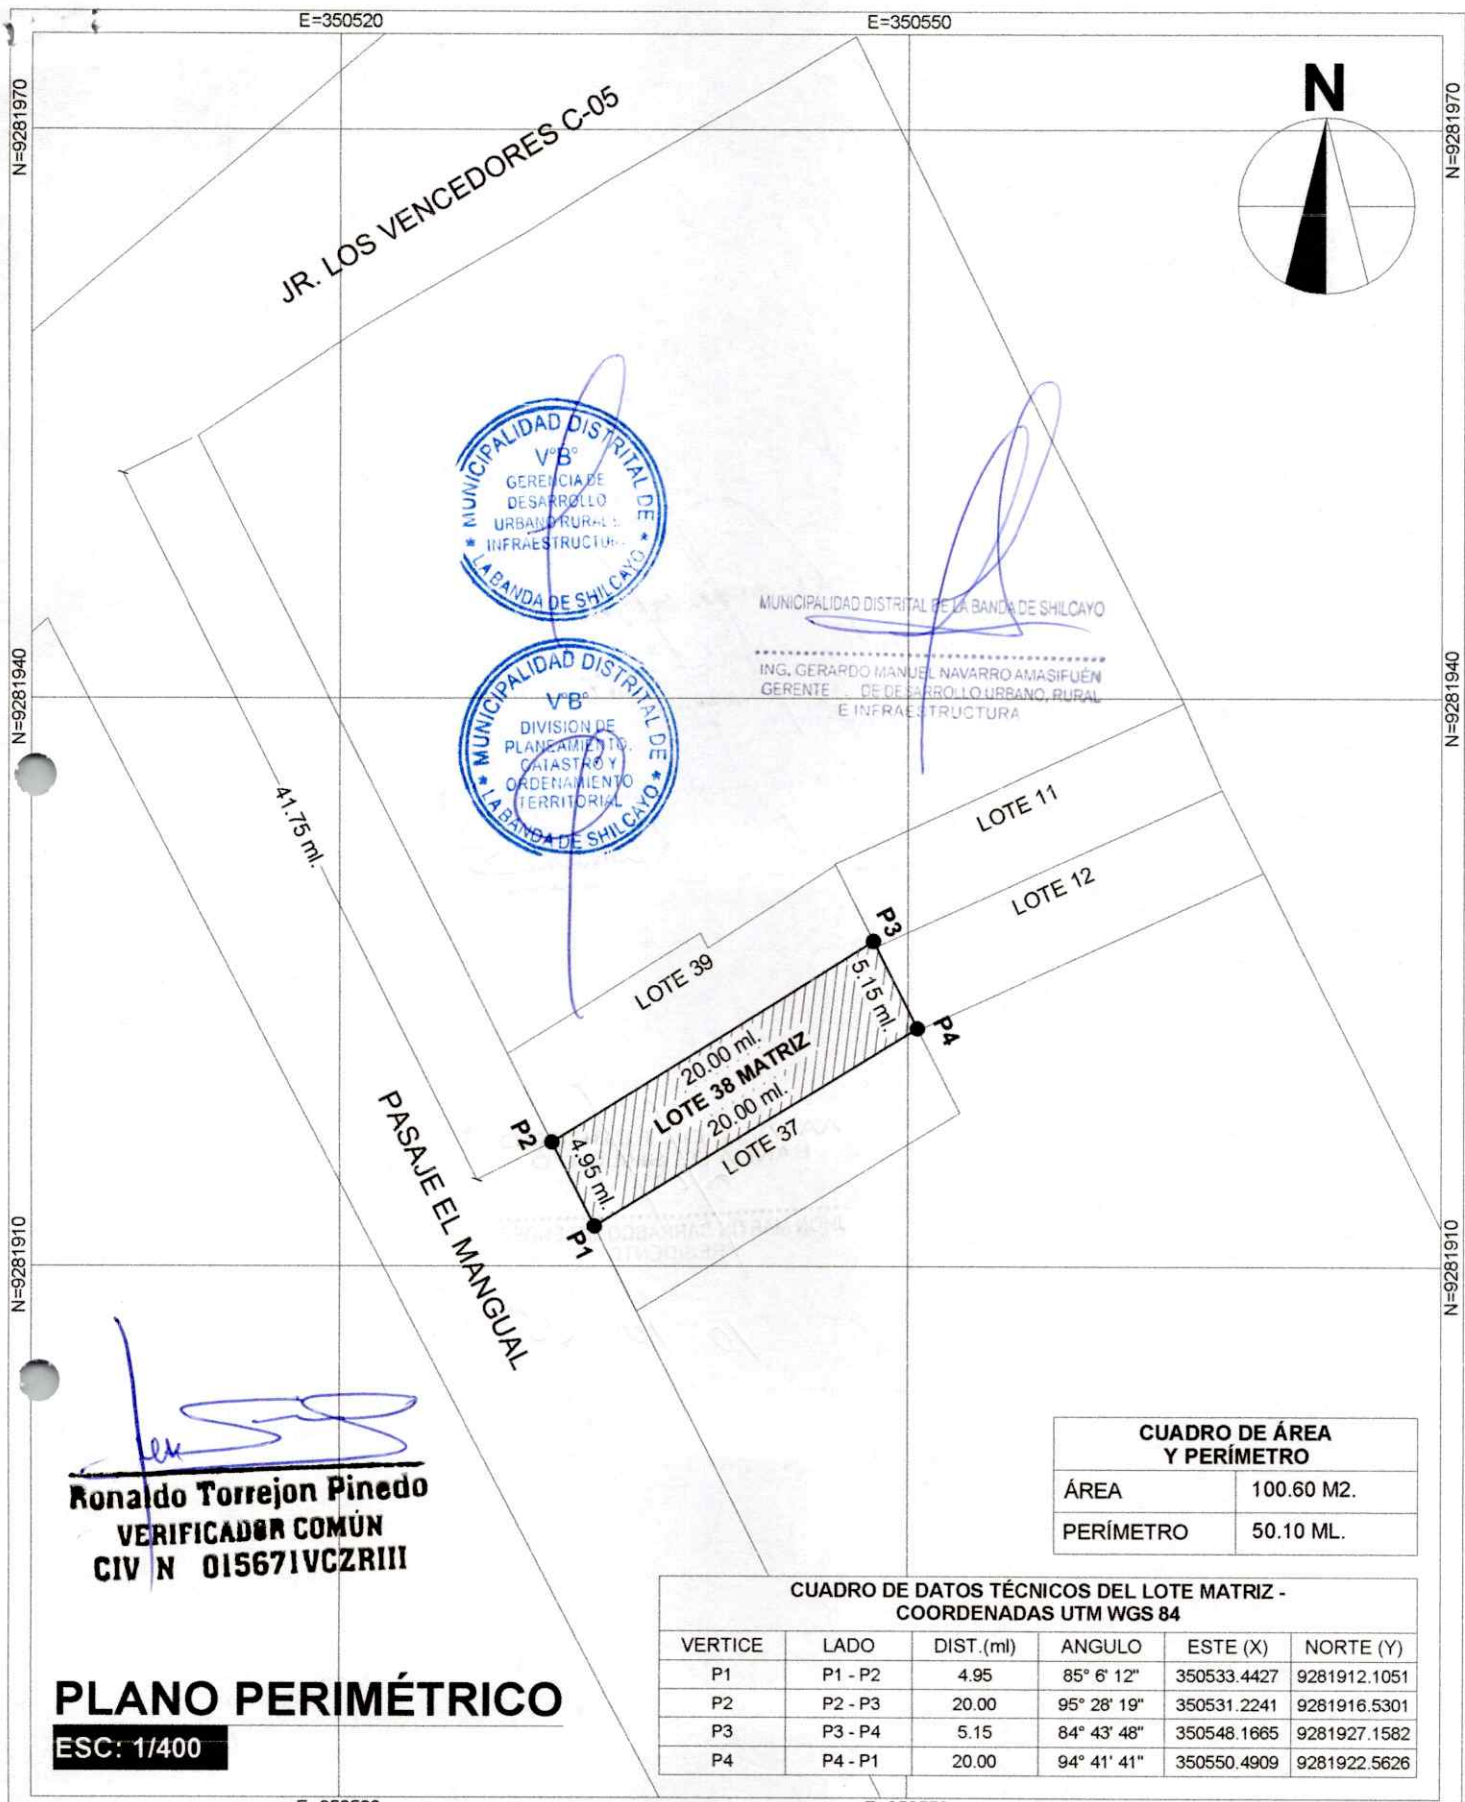 E=350520
E=350550
N=9281970
N=9281970
N
JR. LOS VENCEDORES C-05
MUNICIPALIDAD DISTRITAL DE
V°B°
GERENCIA DE
DESARROLLO
URBANO RURAL E
LA BANDA DE SHILCAYO
MUNICIPALIDAD DISTRITAL DE LA BANDA DE SHILCAYO
ING. GERARDO MANUEL NAVARRO AMASIFUÉN
GERENTE DE DESARROLLO URBANO, RURAL
E INFRAESTRUCTURA
N=9281940
N=9281940
MUNICIPALIDAD DISTRITAL DE
V°B°
DIVISION DE
PLANEAMIENTO,
CATASTRO Y
ORDENAMIENTO
TERRITORIAL
LA BANDA DE SHILCAYO
41.75 ml.
LOTE 11
LOTE 12
P3
LOTE 39
5.15 ml.
P4
20.00 ml.
LOTE 38 MATRIZ
20.00 ml.
LOTE 37
P2
4.95 ml.
P1
PASAJE EL MANGUAL
N=9281910
N=9281910
Ronaldo Torrejon Pinedo
VERIFICADOR COMÚN
CIV N 015671VCZRIII
CUADRO DE ÁREA
Y PERÍMETRO
ÁREA 100.60 M2.
PERÍMETRO 50.10 ML.
CUADRO DE DATOS TÉCNICOS DEL LOTE MATRIZ -
COORDENADAS UTM WGS 84
VERTICE LADO DIST.(ml) ANGULO ESTE (X) NORTE (Y)
P1 P1 - P2 4.95 85° 6' 12" 350533.4427 9281912.1051
P2 P2 - P3 20.00 95° 28' 19" 350531.2241 9281916.5301
P3 P3 - P4 5.15 84° 43' 48" 350548.1665 9281927.1582
P4 P4 - P1 20.00 94° 41' 41" 350550.4909 9281922.5626
PLANO PERIMÉTRICO
ESC: 1/400